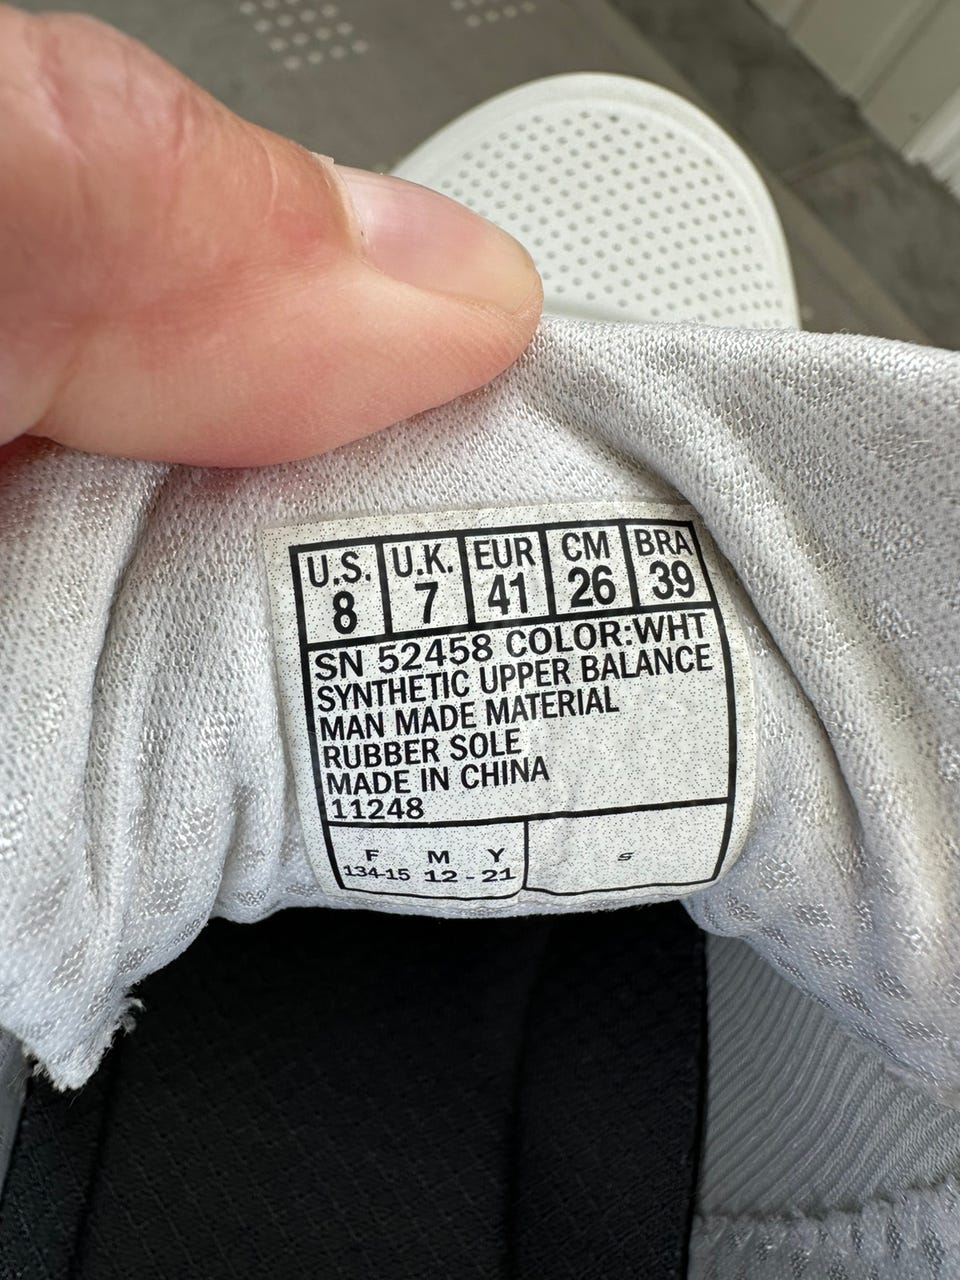 U.S. U.K. EUR CM BRA
8 7 41 26 39
SN 52458 COLOR:WHT
SYNTHETIC UPPER BALANCE
MAN MADE MATERIAL
RUBBER SOLE
MADE IN CHINA
11248
F M Y
134-15 12 - 21
S